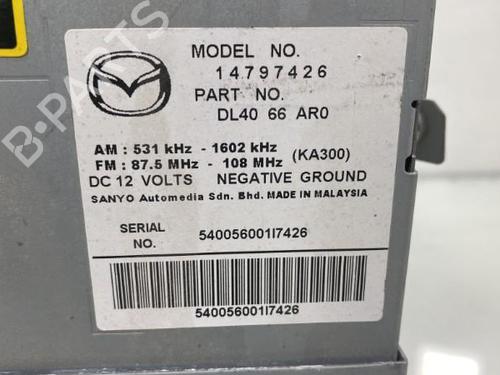 MODEL NO.
14797426
PART NO.
DL40 66 AR0
AM : 531 kHz - 1602 kHz
FM : 87.5 MHz - 108 MHz (KA300)
DC 12 VOLTS NEGATIVE GROUND
SANYO Automedia Sdn. Bhd. MADE IN MALAYSIA
SERIAL NO. 540056001I7426
540056001I7426
B-PARTS